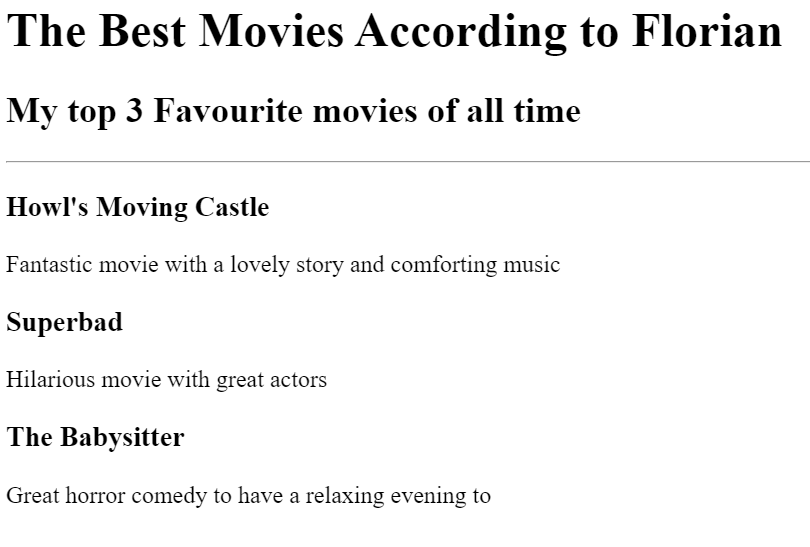 The Best Movies According to Florian
My top 3 Favourite movies of all time
Howl's Moving Castle
Fantastic movie with a lovely story and comforting music
Superbad
Hilarious movie with great actors
The Babysitter
Great horror comedy to have a relaxing evening to